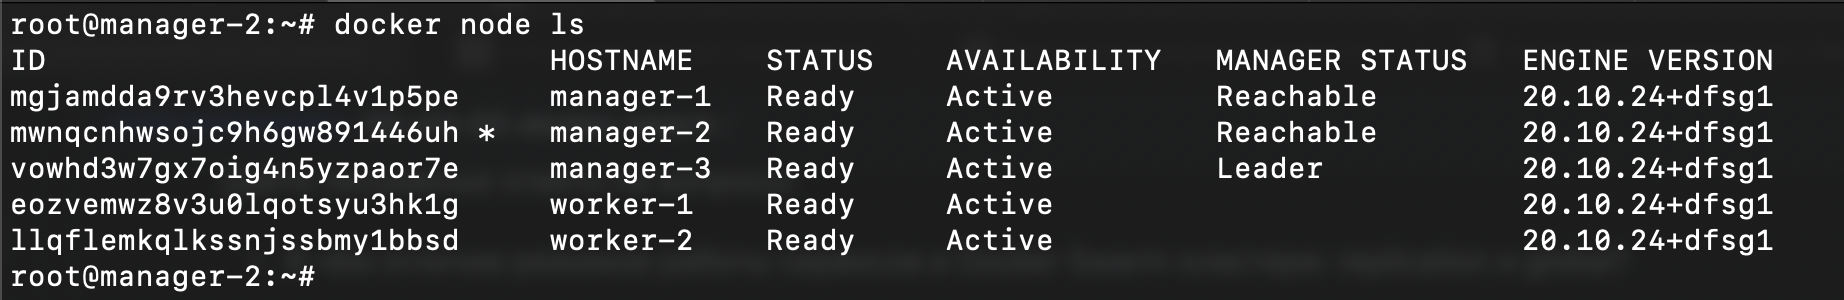 root@manager-2:~# docker node ls
ID                            HOSTNAME    STATUS    AVAILABILITY   MANAGER STATUS   ENGINE VERSION
mgjamdda9rv3hevcpl4v1p5pe     manager-1   Ready     Active         Reachable        20.10.24+dfsg1
mwnqcnhwsojc9h6gw891446uh *   manager-2   Ready     Active         Reachable        20.10.24+dfsg1
vowhd3w7gx7oig4n5yzpaor7e     manager-3   Ready     Active         Leader           20.10.24+dfsg1
eozvemwz8v3u0lqotsyu3hk1g     worker-1    Ready     Active                          20.10.24+dfsg1
llqflemkqlkssnjssbmy1bbsd     worker-2    Ready     Active                          20.10.24+dfsg1
root@manager-2:~#